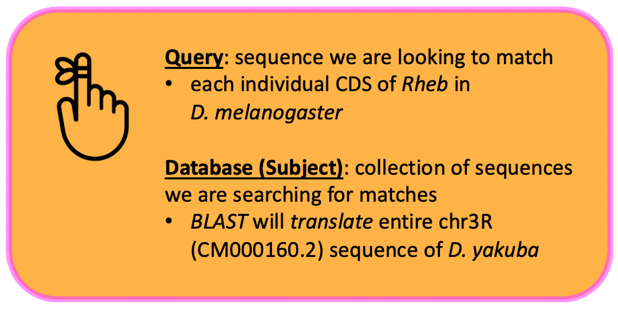 Query: sequence we are looking to match
• each individual CDS of Rheb in
D. melanogaster
Database (Subject): collection of sequences
we are searching for matches
• BLAST will translate entire chr3R
(CM000160.2) sequence of D. yakuba